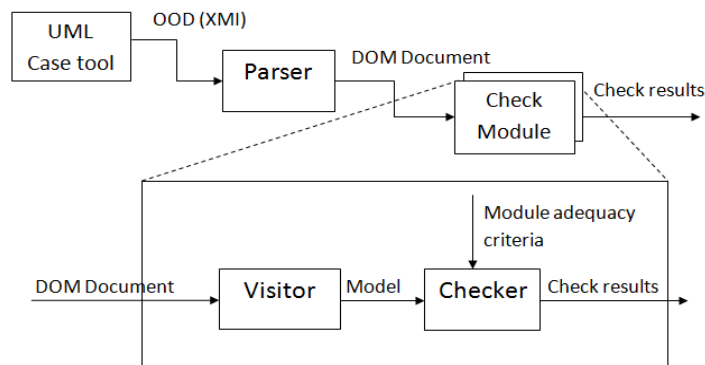 OOD (XMI)
UML
Case tool
Parser
DOM Document
Check
Module
Check results
Module adequacy
criteria
DOM Document
Visitor
Model
Checker
Check results